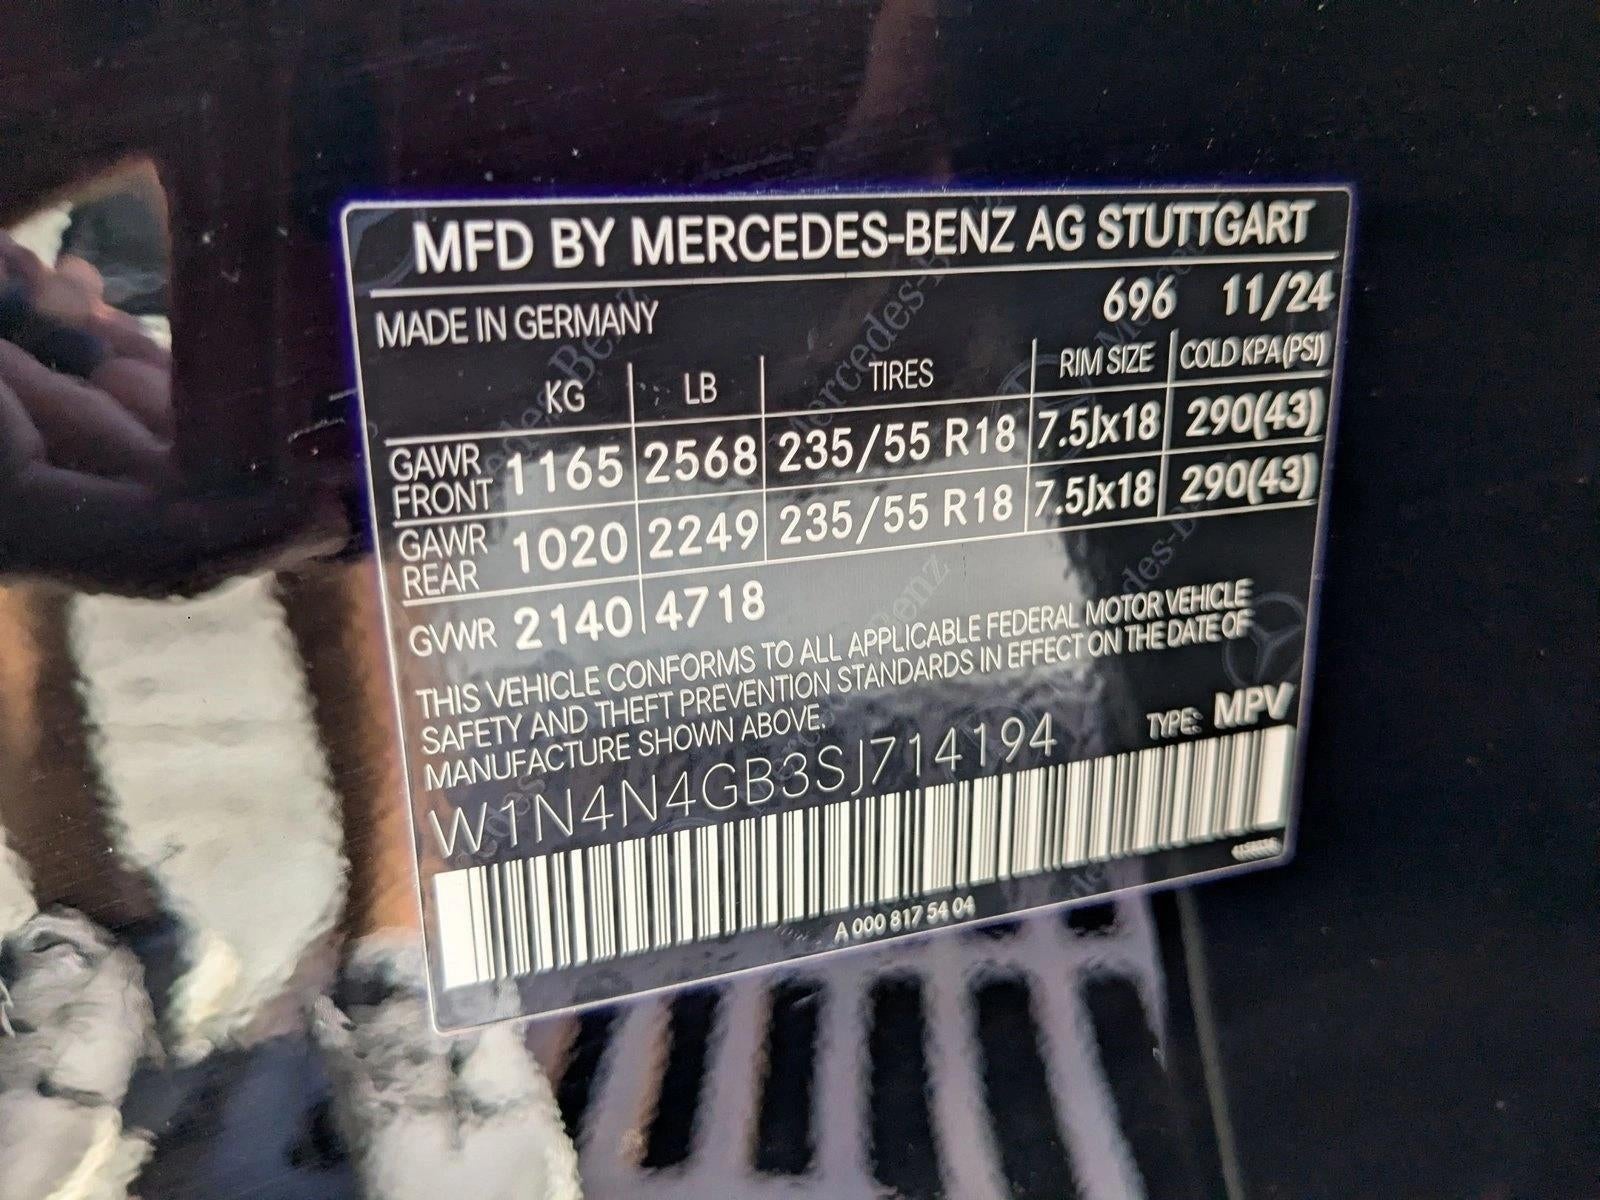 MFD BY MERCEDES-BENZ AG STUTTGART
MADE IN GERMANY 696 11/24
KG LB TIRES RIM SIZE COLD KPA(PSI)
GAWR FRONT 1165 2568 235/55 R18 7.5Jx18 290(43)
GAWR REAR 1020 2249 235/55 R18 7.5Jx18 290(43)
GVWR 2140 4718
THIS VEHICLE CONFORMS TO ALL APPLICABLE FEDERAL MOTOR VEHICLE
SAFETY AND THEFT PREVENTION STANDARDS IN EFFECT ON THE DATE OF
MANUFACTURE SHOWN ABOVE.
TYPE: MPV
W1N4N4GB3SJ714194
A 000 817 54 04